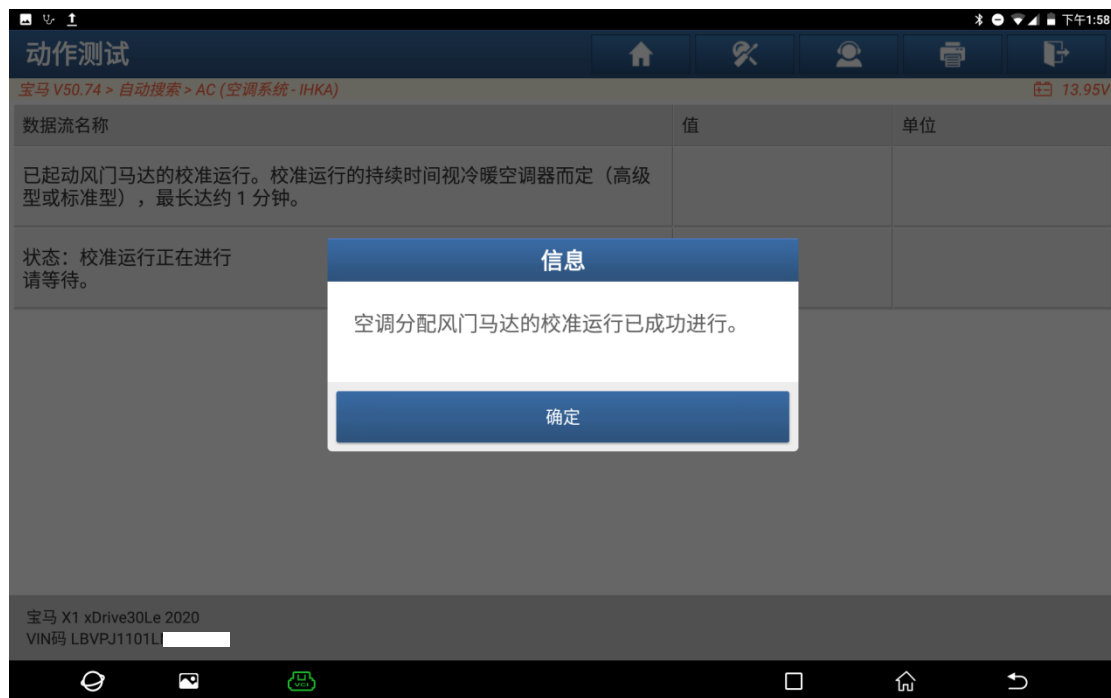 下午1:58
动作测试
宝马 V50.74 > 自动搜索 > AC (空调系统 - IHKA)
13.95V
数据流名称 值 单位
已起动风门马达的校准运行。校准运行的持续时间视冷暖空调器而定（高级
型或标准型），最长达约 1 分钟。
状态：校准运行正在进行
请等待。
信息
空调分配风门马达的校准运行已成功进行。
确定
宝马 X1 xDrive30Le 2020
VIN码 LBVPJ1101L
VCI